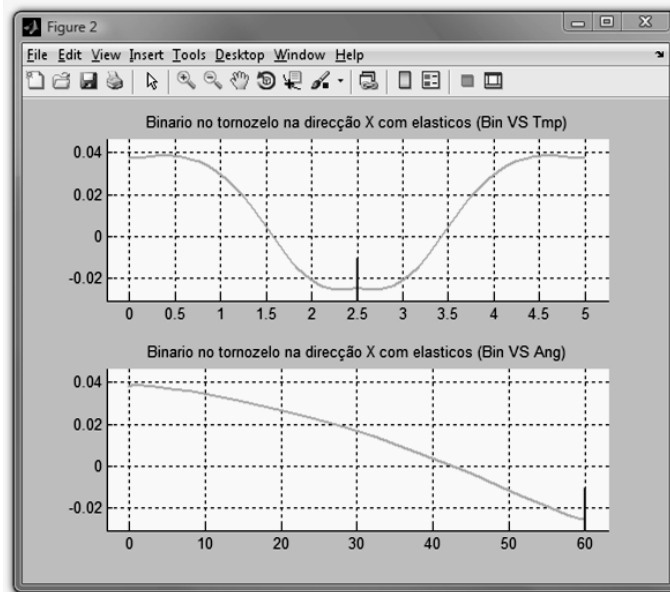 Figure 2
File Edit View Insert Tools Desktop Window Help
Binario no tornozelo na direcção X com elasticos (Bin VS Tmp)
0.04
0.02
0
-0.02
0 0.5 1 1.5 2 2.5 3 3.5 4 4.5 5
Binario no tornozelo na direcção X com elasticos (Bin VS Ang)
0.04
0.02
0
-0.02
0 10 20 30 40 50 60